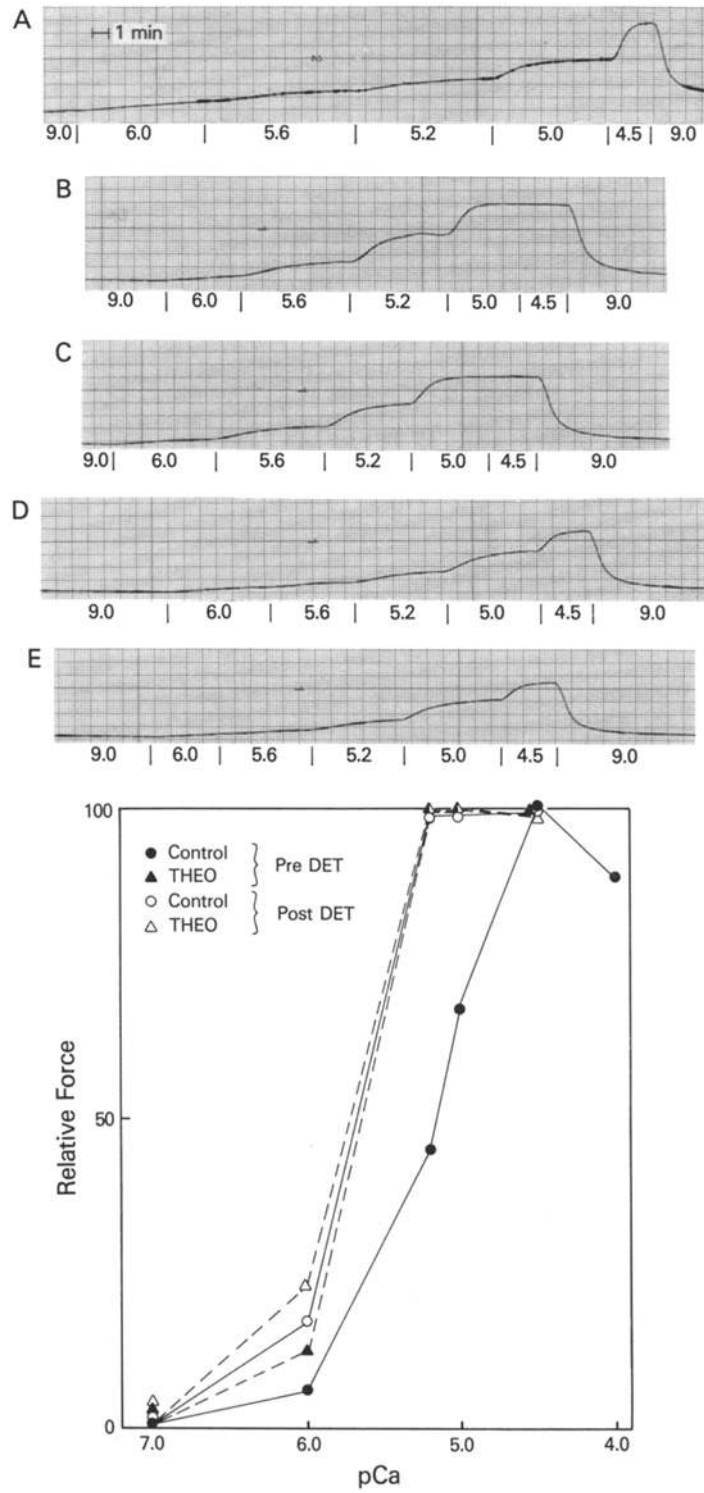 A
1 min
9.0 | 6.0 | 5.6 | 5.2 | 5.0 | 4.5 | 9.0
B
9.0 | 6.0 | 5.6 | 5.2 | 5.0 | 4.5 | 9.0
C
9.0 | 6.0 | 5.6 | 5.2 | 5.0 | 4.5 | 9.0
D
9.0 | 6.0 | 5.6 | 5.2 | 5.0 | 4.5 | 9.0
E
9.0 | 6.0 | 5.6 | 5.2 | 5.0 | 4.5 | 9.0
100
Control
THEO
Pre DET
Control
THEO
Post DET
Relative Force
50
0
7.0 6.0 5.0 4.0
pCa